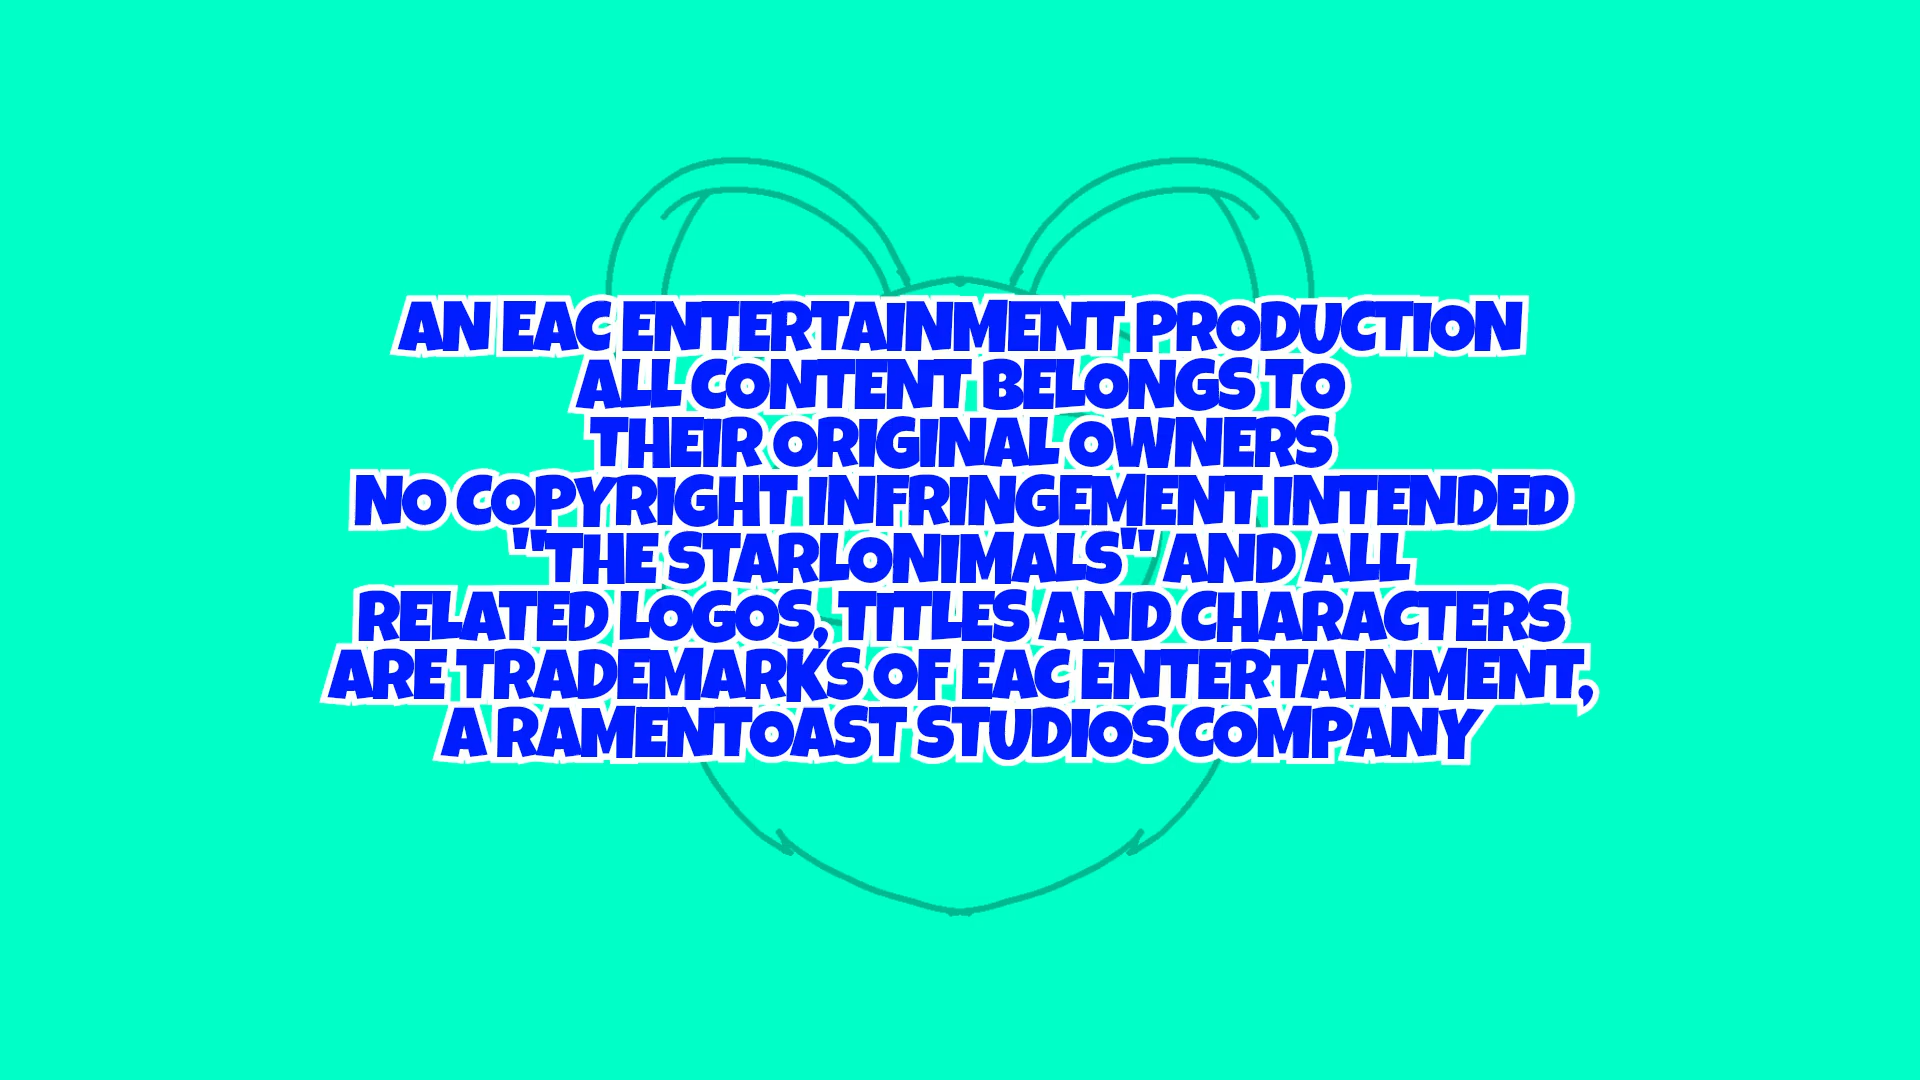 AN EAC ENTERTAINMENT PRODUCTION
ALL CONTENT BELONGS TO
THEIR ORIGINAL OWNERS
NO COPYRIGHT INFRINGEMENT INTENDED
"THE STARLONIMALS" AND ALL
RELATED LOGOS, TITLES AND CHARACTERS
ARE TRADEMARKS OF EAC ENTERTAINMENT,
A RAMENTOAST STUDIOS COMPANY